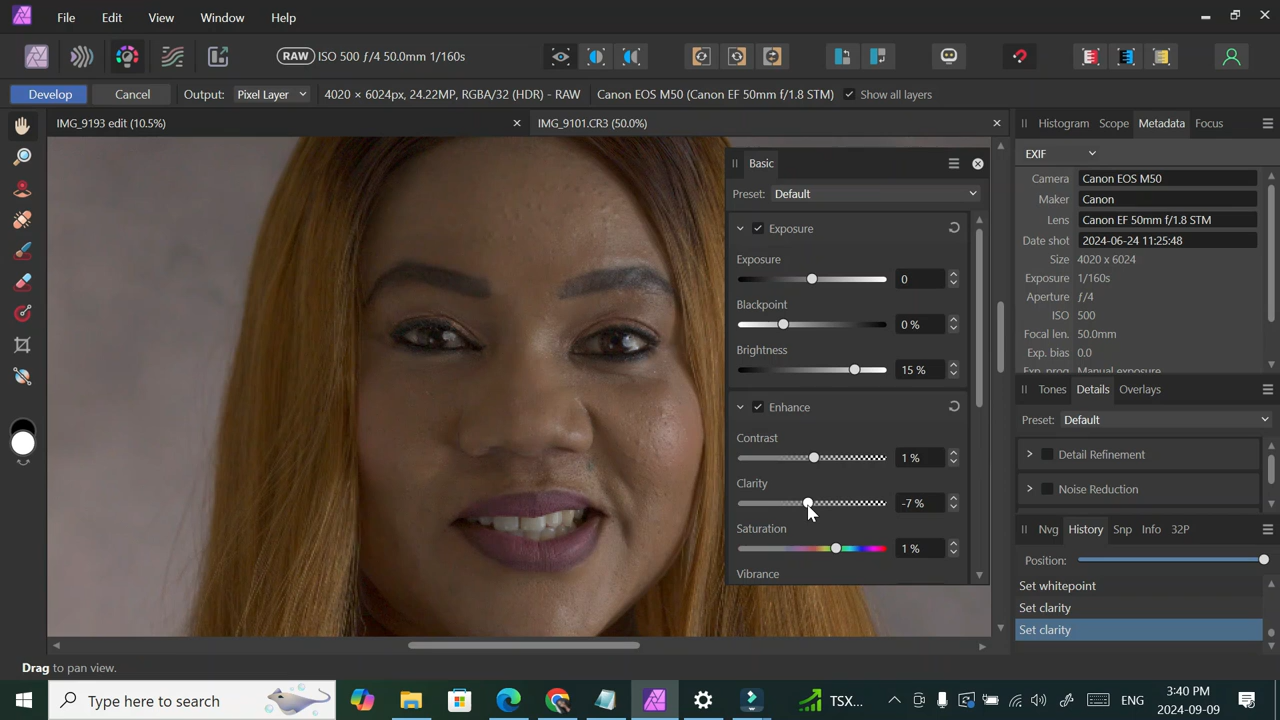 File Edit View Window Help
RAW ISO 500 ƒ/4 50.0mm 1/160s
Develop Cancel Output: Pixel Layer 4020 × 6024px, 24.22MP, RGBA/32 (HDR) - RAW Canon EOS M50 (Canon EF 50mm f/1.8 STM) Show all layers
IMG_9193 edit (10.5%) IMG_9101.CR3 (50.0%)
Basic
Preset: Default
Exposure
Exposure
0
Blackpoint
0 %
Brightness
15 %
Enhance
Contrast
1 %
Clarity
-7 %
Saturation
1 %
Vibrance
Histogram Scope Metadata Focus
EXIF
Camera Canon EOS M50
Maker Canon
Lens Canon EF 50mm f/1.8 STM
Date shot 2024-06-24 11:25:48
Size 4020 x 6024
Exposure 1/160s
Aperture ƒ/4
ISO 500
Focal len. 50.0mm
Exp. bias 0.0
Exp. prog Manual exposure
Tones Details Overlays
Preset: Default
Detail Refinement
Noise Reduction
Nvg History Snp Info 32P
Position:
Set whitepoint
Set clarity
Set clarity
Drag to pan view.
Type here to search
TSX...
ENG
3:40 PM
2024-09-09